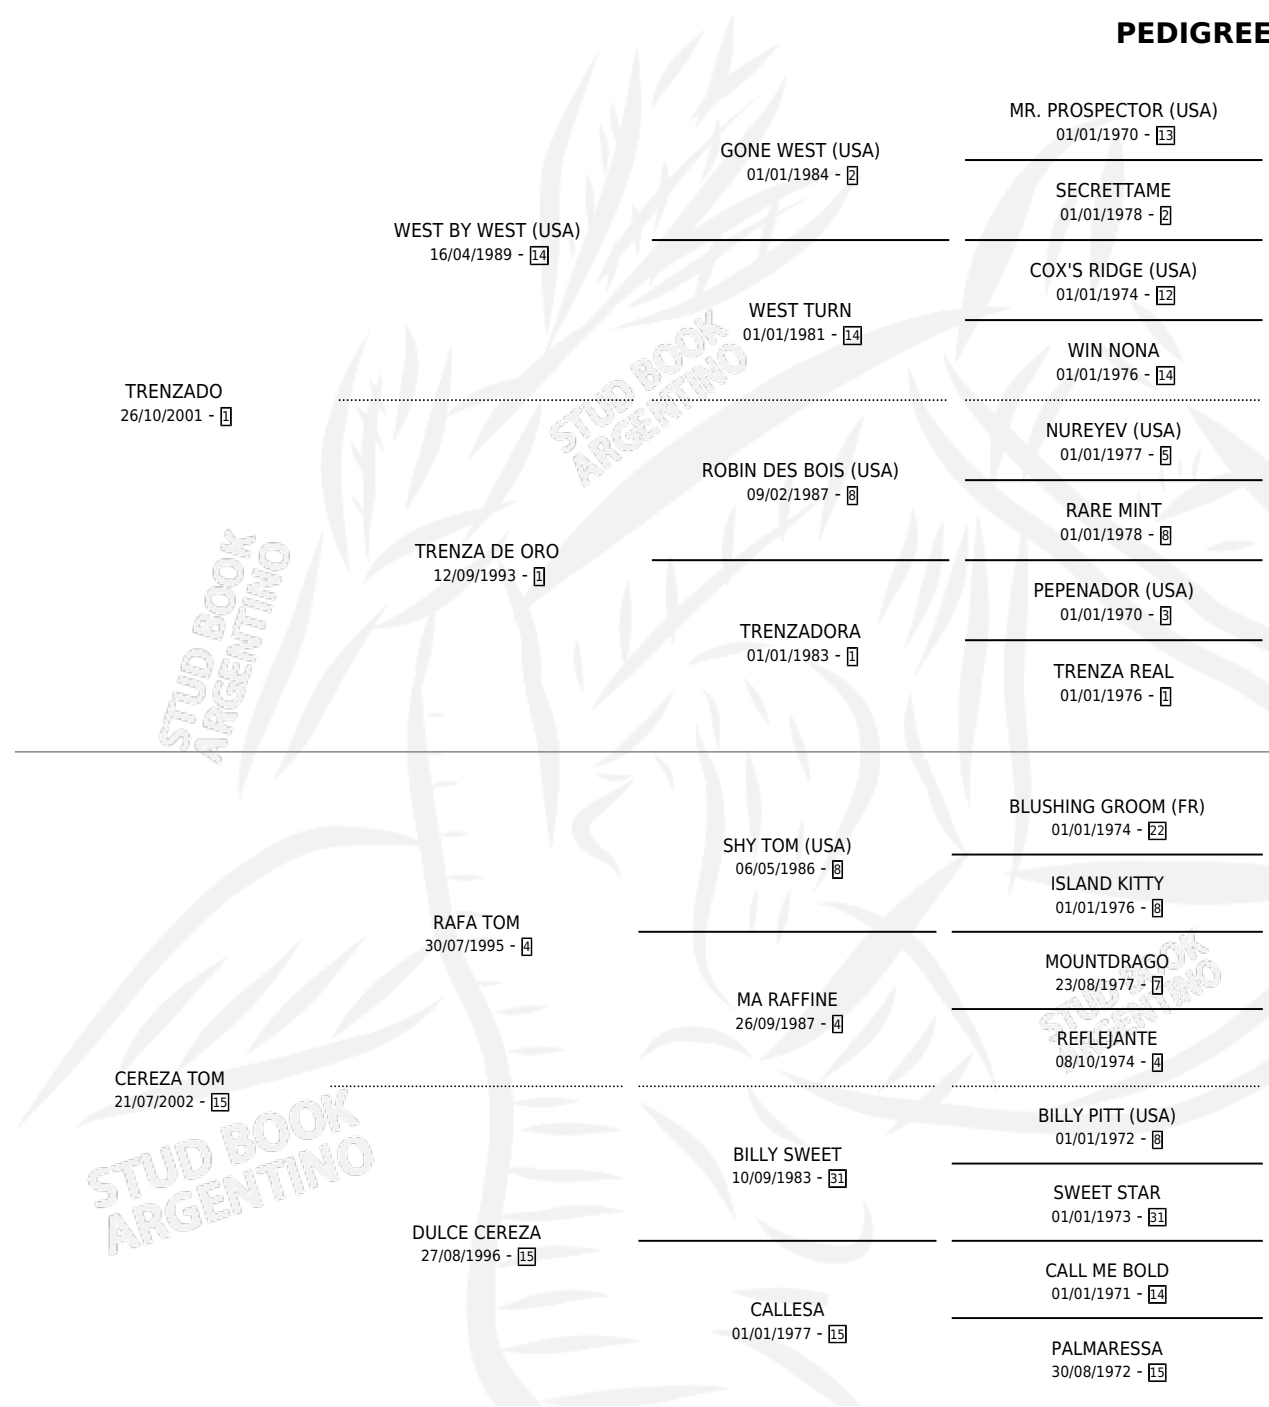 PEDIGREE
MR. PROSPECTOR (USA)
01/01/1970 - 13
GONE WEST (USA)
01/01/1984 - 2
SECRETTAME
01/01/1978 - 2
WEST BY WEST (USA)
16/04/1989 - 14
COX'S RIDGE (USA)
01/01/1974 - 12
WEST TURN
01/01/1981 - 14
WIN NONA
01/01/1976 - 14
TRENZADO
26/10/2001 - 1
NUREYEV (USA)
01/01/1977 - 5
ROBIN DES BOIS (USA)
09/02/1987 - 8
RARE MINT
01/01/1978 - 8
TRENZA DE ORO
12/09/1993 - 1
PEPENADOR (USA)
01/01/1970 - 3
TRENZADORA
01/01/1983 - 1
TRENZA REAL
01/01/1976 - 1
BLUSHING GROOM (FR)
01/01/1974 - 22
SHY TOM (USA)
06/05/1986 - 8
ISLAND KITTY
01/01/1976 - 8
RAFA TOM
30/07/1995 - 4
MOUNTDRAGO
23/08/1977 - 7
MA RAFFINE
26/09/1987 - 4
REFLEJANTE
08/10/1974 - 4
CEREZA TOM
21/07/2002 - 15
BILLY PITT (USA)
01/01/1972 - 8
BILLY SWEET
10/09/1983 - 31
SWEET STAR
01/01/1973 - 31
DULCE CEREZA
27/08/1996 - 15
CALL ME BOLD
01/01/1971 - 14
CALLESA
01/01/1977 - 15
PALMARESSA
30/08/1972 - 15
STUD BOOK
ARGENTINO
STUD BOOK
ARGENTINO
STUD BOOK
ARGENTINO
STUD BOOK
ARGENTINO